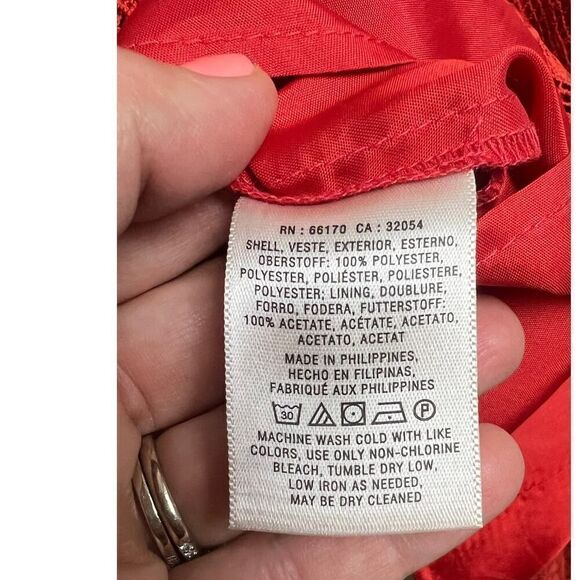 RN : 66170 CA : 32054
SHELL, VESTE, EXTERIOR, ESTERNO,
OBERSTOFF: 100% POLYESTER,
POLYESTER, POLIÉSTER, POLIESTERE,
POLYESTER; LINING, DOUBLURE,
FORRO, FODERA, FUTTERSTOFF:
100% ACETATE, ACÉTATE, ACETATO,
ACETATO, ACETAT
MADE IN PHILIPPINES,
HECHO EN FILIPINAS,
FABRIQUÉ AUX PHILIPPINES
30 P
MACHINE WASH COLD WITH LIKE
COLORS, USE ONLY NON-CHLORINE
BLEACH, TUMBLE DRY LOW,
LOW IRON AS NEEDED,
MAY BE DRY CLEANED